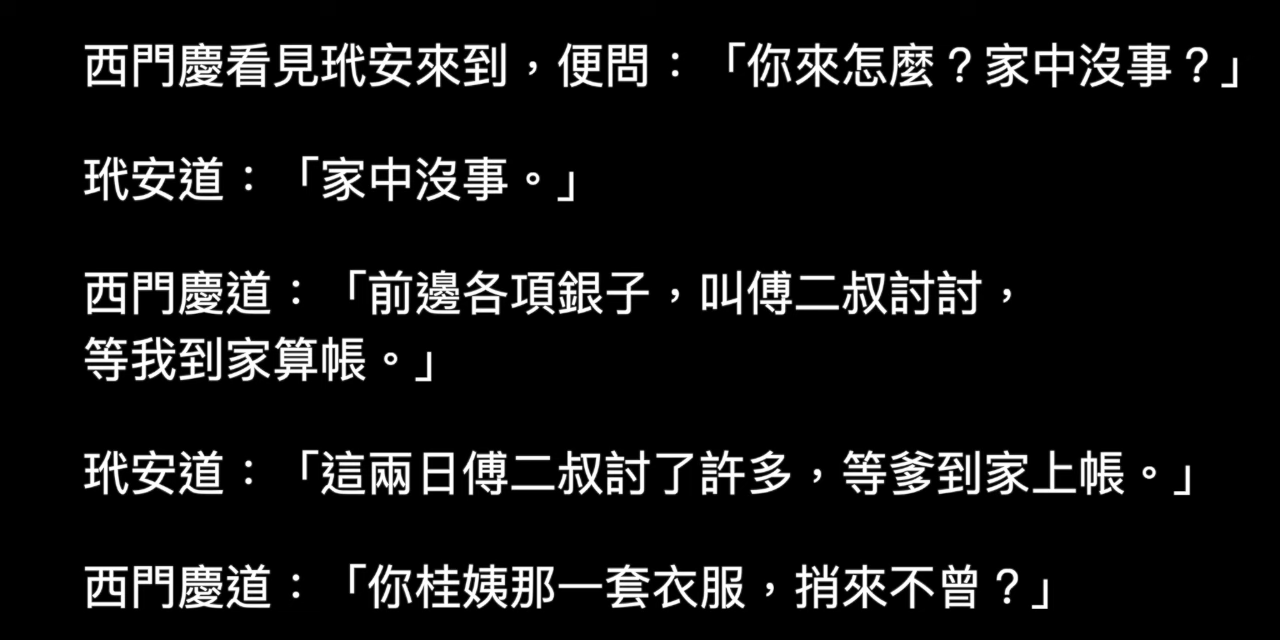 西門慶看見玳安來到，便問：「你來怎麼？家中沒事？」
玳安道：「家中沒事。」
西門慶道：「前邊各項銀子，叫傅二叔討討，
等我到家算帳。」
玳安道：「這兩日傅二叔討了許多，等爹到家上帳。」
西門慶道：「你桂姨那一套衣服，捎來不曾？」